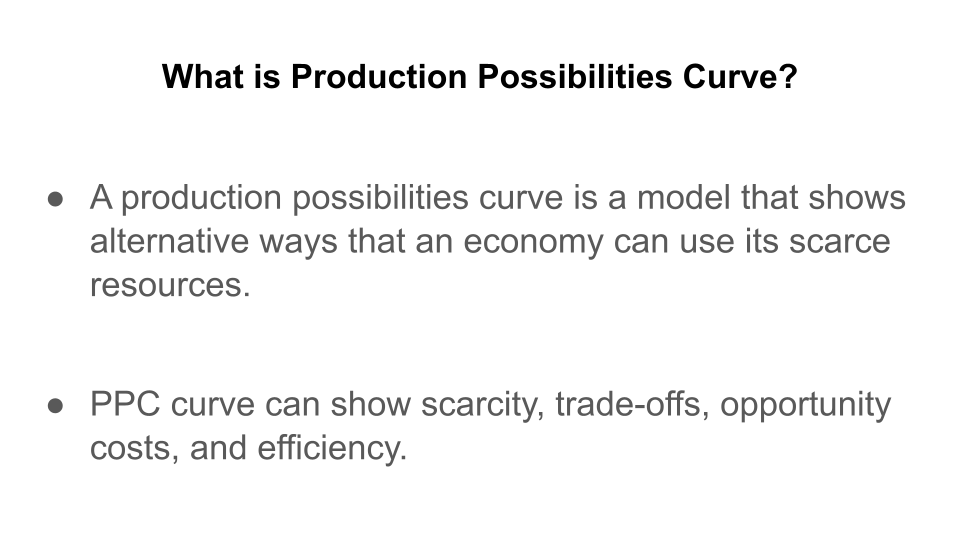 What is Production Possibilities Curve?
● A production possibilities curve is a model that shows
alternative ways that an economy can use its scarce
resources.
● PPC curve can show scarcity, trade-offs, opportunity
costs, and efficiency.